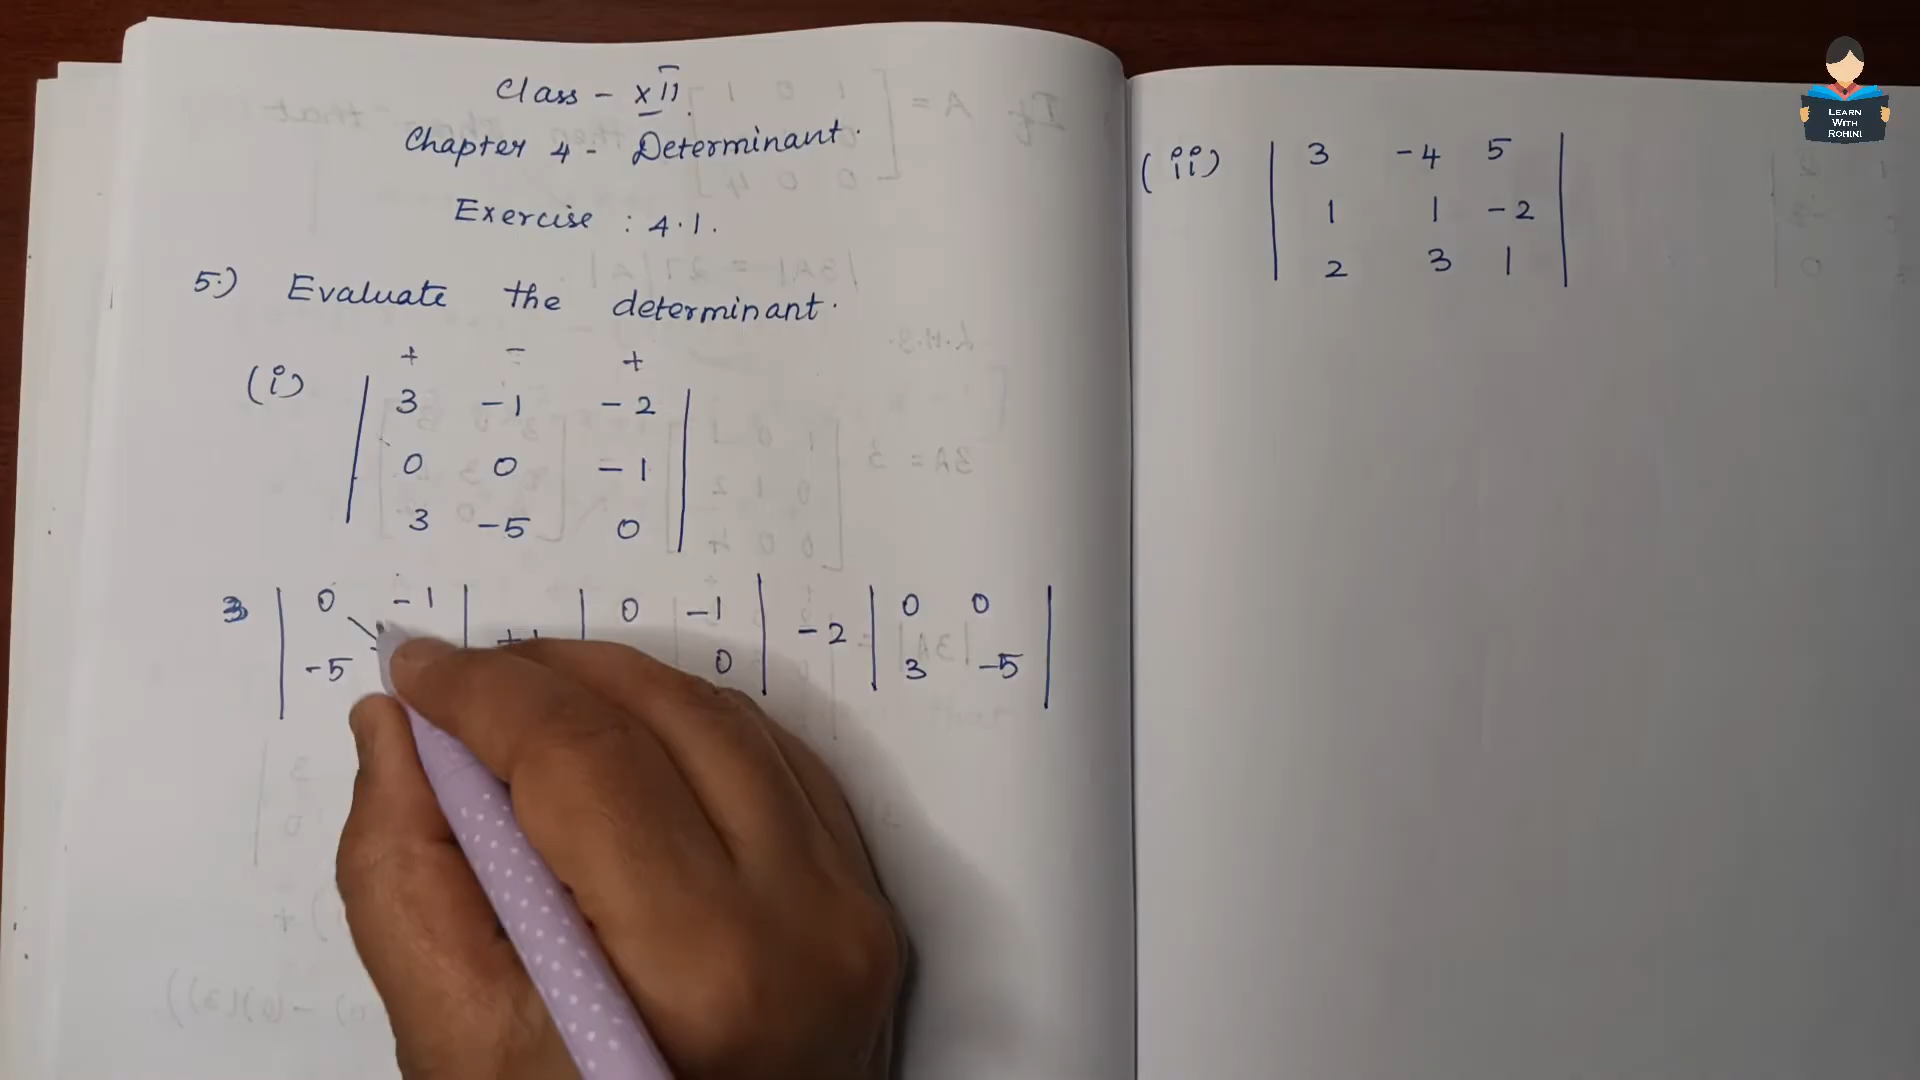 Class - XII.
Chapter 4 - Determinant.
Exercise : 4.1.
5.) Evaluate the determinant.
+ - +
(i) | 3 -1 -2 |
| 0 0 -1 |
| 3 -5 0 |
3 | 0 -1 | +1 | 0 -1 | -2 | 0 0 |
| -5 0 | | 3 -5 |
(ii) | 3 -4 5 |
| 1 1 -2 |
| 2 3 1 |
LEARN
WITH
ROHINI